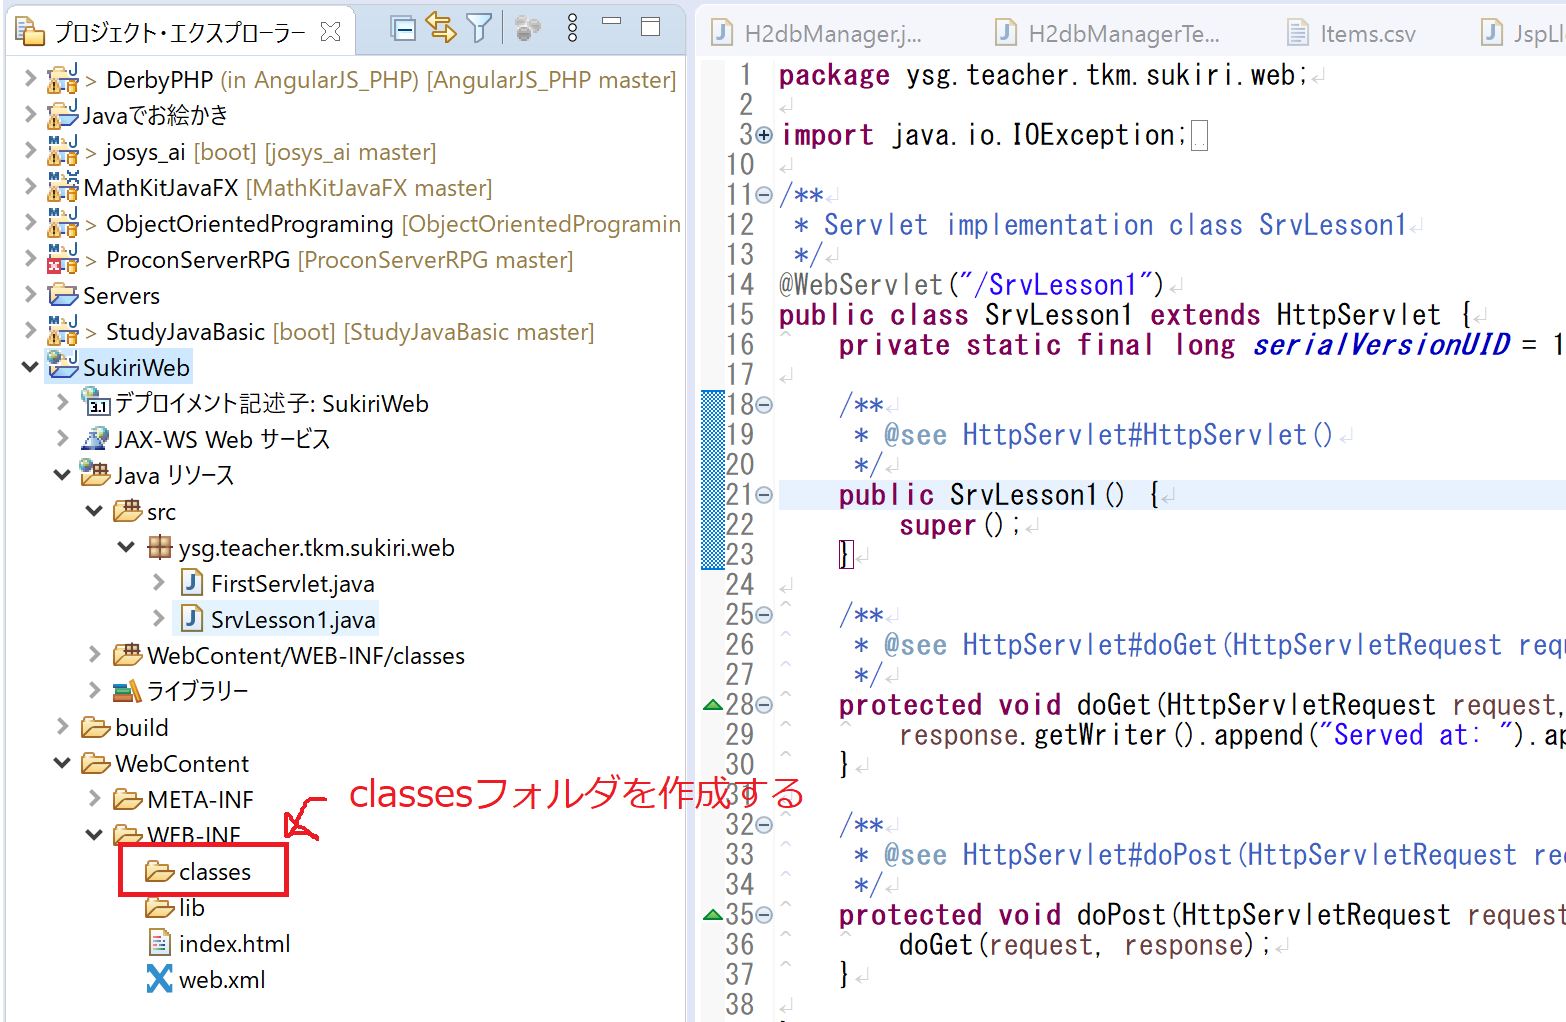 プロジェクト・エクスプローラー
> DerbyPHP (in AngularJS_PHP) [AngularJS_PHP master]
Javaでお絵かき
> josys_ai [boot] [josys_ai master]
MathKitJavaFX [MathKitJavaFX master]
> ObjectOrientedPrograming [ObjectOrientedProgramin
> ProconServerRPG [ProconServerRPG master]
Servers
> StudyJavaBasic [boot] [StudyJavaBasic master]
SukiriWeb
デプロイメント記述子: SukiriWeb
JAX-WS Web サービス
Java リソース
src
ysg.teacher.tkm.sukiri.web
FirstServlet.java
SrvLesson1.java
WebContent/WEB-INF/classes
ライブラリー
build
WebContent
META-INF
WEB-INF
classes
lib
index.html
web.xml
classesフォルダを作成する
H2dbManager.j... H2dbManagerTe... Items.csv JspLi
1 package ysg.teacher.tkm.sukiri.web;
2
3 import java.io.IOException;
10
11 /**
12 * Servlet implementation class SrvLesson1
13 */
14 @WebServlet("/SrvLesson1")
15 public class SrvLesson1 extends HttpServlet {
16 private static final long serialVersionUID = 1
17
18 /**
19 * @see HttpServlet#HttpServlet()
20 */
21 public SrvLesson1() {
22 super();
23 }
24
25 /**
26 * @see HttpServlet#doGet(HttpServletRequest requ
27 */
28 protected void doGet(HttpServletRequest request,
29 response.getWriter().append("Served at: ").ap
30 }
31
32 /**
33 * @see HttpServlet#doPost(HttpServletRequest re
34 */
35 protected void doPost(HttpServletRequest request
36 doGet(request, response);
37 }
38